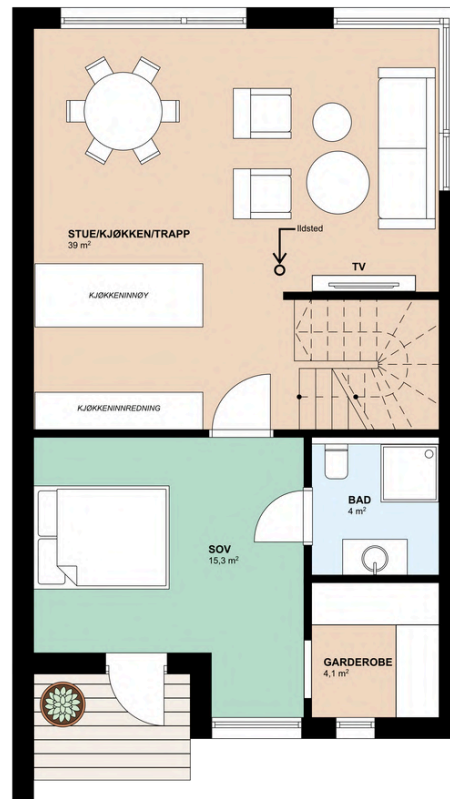 STUE/KJØKKEN/TRAPP
39 m²
Ildsted
TV
KJØKKENINNØY
KJØKKENINNREDNING
BAD
4 m²
SOV
15,3 m²
GARDEROBE
4,1 m²